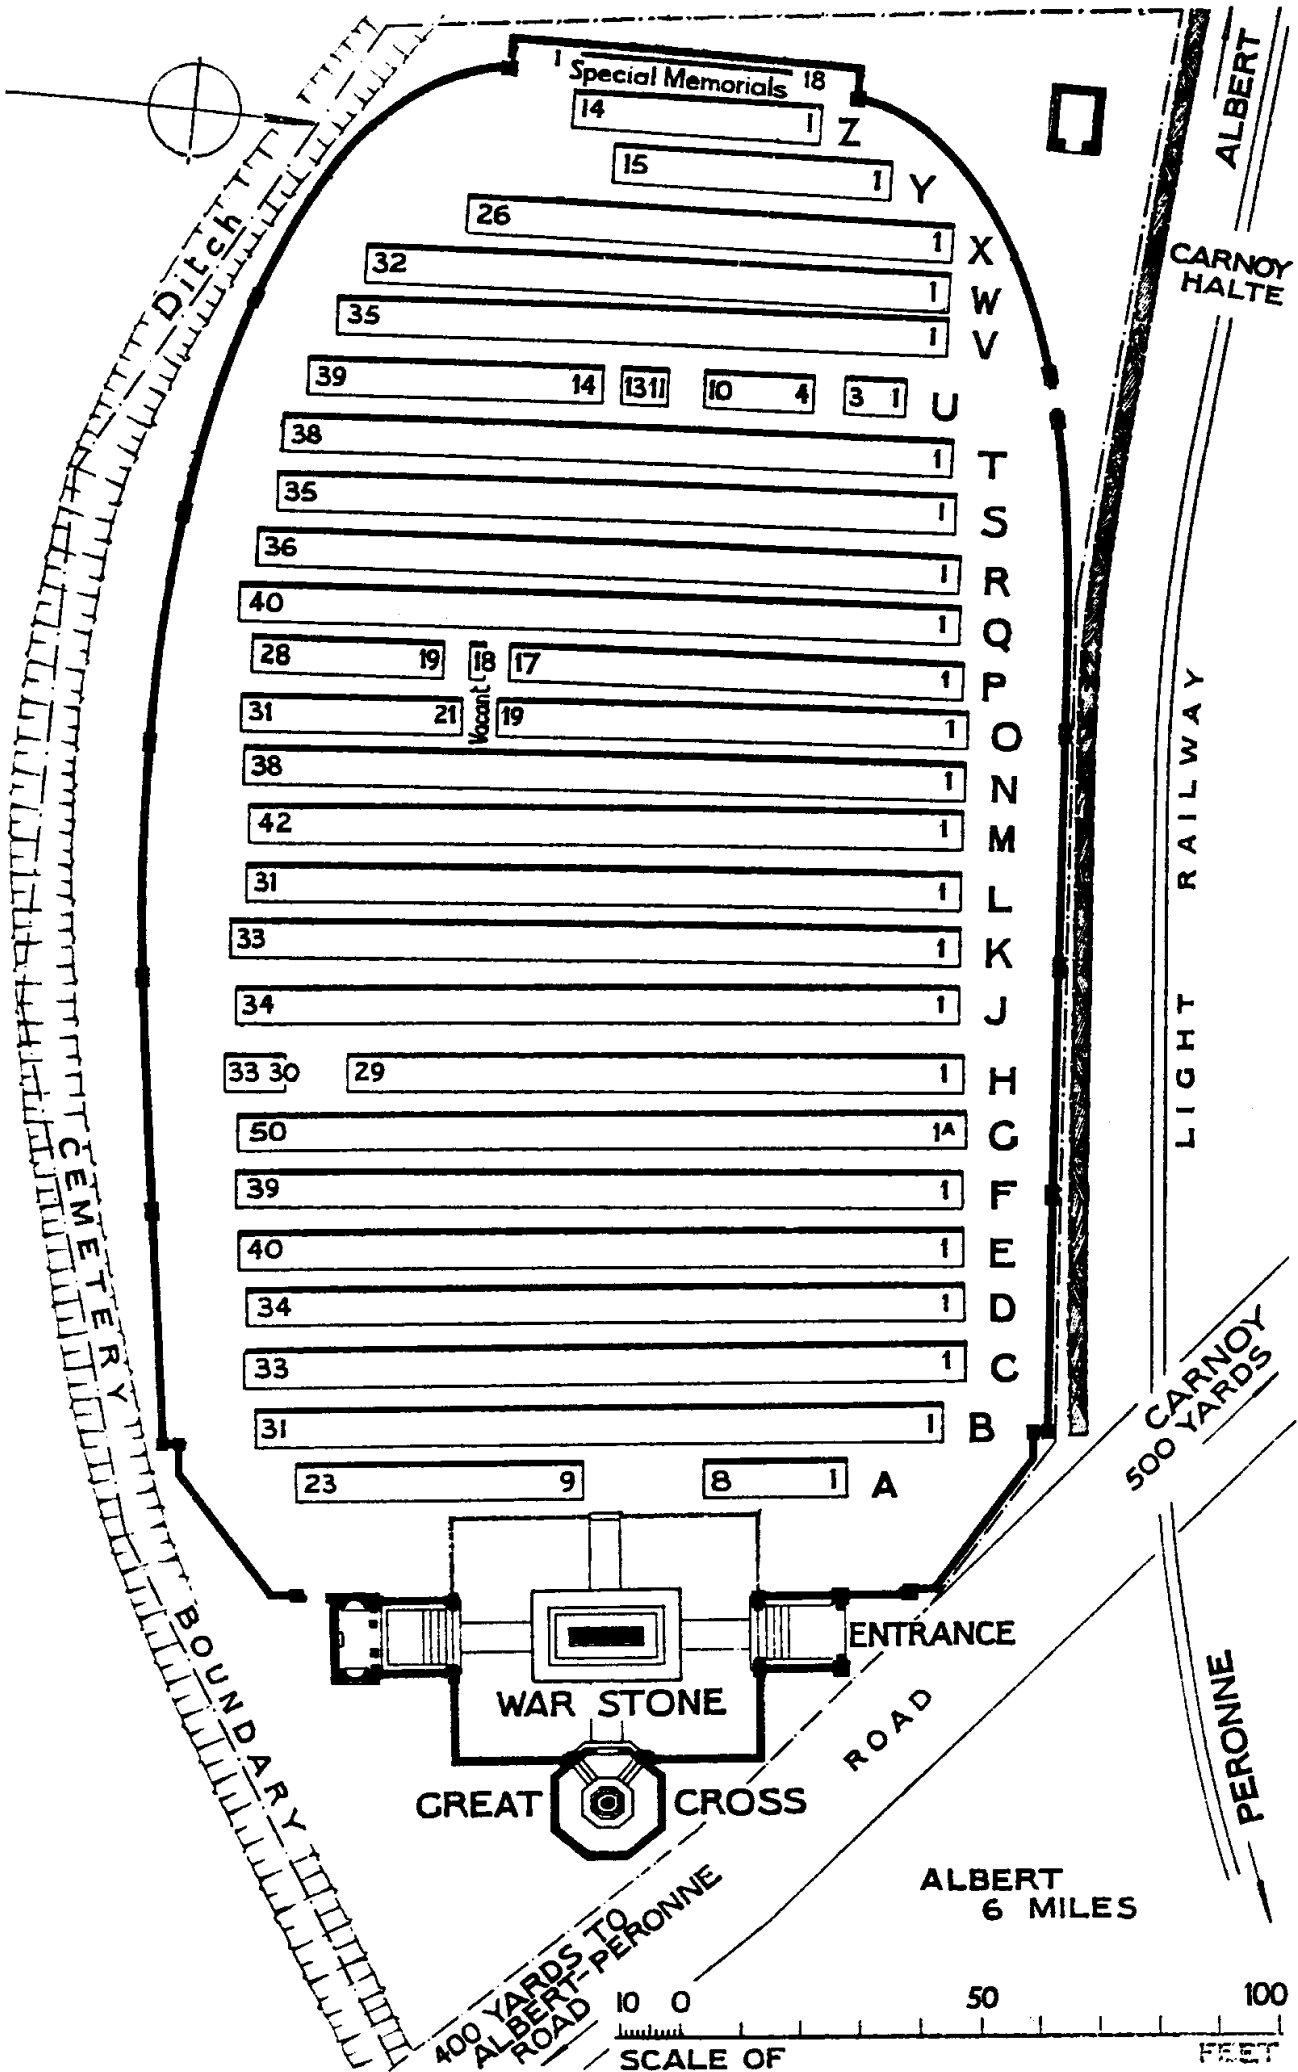 1 Special Memorials 18
14 1 Z
15 1 Y
26 1 X
32 1 W
35 1 V
39 14 13 11 10 4 3 1 U
38 1 T
35 1 S
36 1 R
40 1 Q
28 19 18 17 1 P
Vacant
31 21 19 1 O
38 1 N
42 1 M
31 1 L
33 1 K
34 1 J
33 30 29 1 H
50 1A G
39 1 F
40 1 E
34 1 D
33 1 C
31 1 B
23 9 8 1 A
Ditch
CEMETERY BOUNDARY
ALBERT
CARNOY
HALTE
LIGHT RAILWAY
CARNOY
500 YARDS
ENTRANCE
WAR STONE
GREAT CROSS
ROAD
PERONNE
ALBERT
6 MILES
400 YARDS TO
ALBERT-PERONNE
ROAD
10 0 50 100
SCALE OF FEET